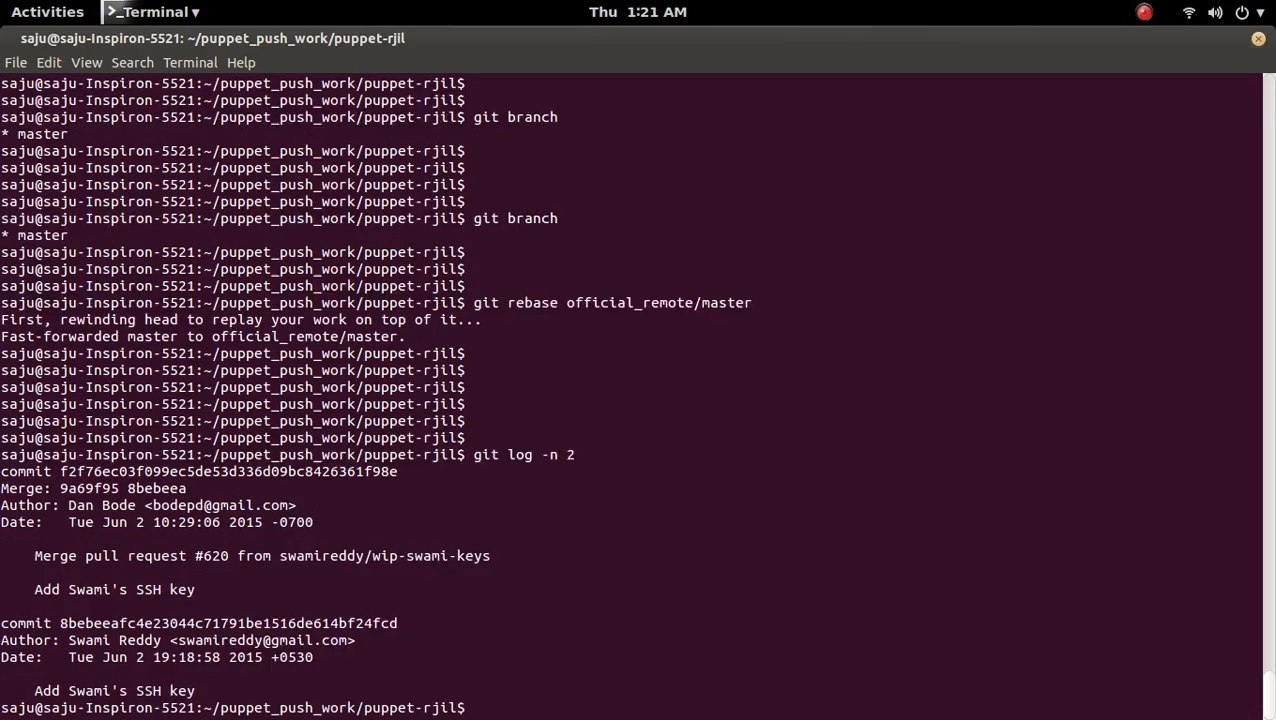 Activities
>_Terminal ▾
Thu 1:21 AM
saju@saju-Inspiron-5521: ~/puppet_push_work/puppet-rjil
File Edit View Search Terminal Help
saju@saju-Inspiron-5521:~/puppet_push_work/puppet-rjil$
saju@saju-Inspiron-5521:~/puppet_push_work/puppet-rjil$
saju@saju-Inspiron-5521:~/puppet_push_work/puppet-rjil$ git branch
* master
saju@saju-Inspiron-5521:~/puppet_push_work/puppet-rjil$
saju@saju-Inspiron-5521:~/puppet_push_work/puppet-rjil$
saju@saju-Inspiron-5521:~/puppet_push_work/puppet-rjil$
saju@saju-Inspiron-5521:~/puppet_push_work/puppet-rjil$
saju@saju-Inspiron-5521:~/puppet_push_work/puppet-rjil$ git branch
* master
saju@saju-Inspiron-5521:~/puppet_push_work/puppet-rjil$
saju@saju-Inspiron-5521:~/puppet_push_work/puppet-rjil$
saju@saju-Inspiron-5521:~/puppet_push_work/puppet-rjil$
saju@saju-Inspiron-5521:~/puppet_push_work/puppet-rjil$ git rebase official_remote/master
First, rewinding head to replay your work on top of it...
Fast-forwarded master to official_remote/master.
saju@saju-Inspiron-5521:~/puppet_push_work/puppet-rjil$
saju@saju-Inspiron-5521:~/puppet_push_work/puppet-rjil$
saju@saju-Inspiron-5521:~/puppet_push_work/puppet-rjil$
saju@saju-Inspiron-5521:~/puppet_push_work/puppet-rjil$
saju@saju-Inspiron-5521:~/puppet_push_work/puppet-rjil$
saju@saju-Inspiron-5521:~/puppet_push_work/puppet-rjil$
saju@saju-Inspiron-5521:~/puppet_push_work/puppet-rjil$ git log -n 2
commit f2f76ec03f099ec5de53d336d09bc8426361f98e
Merge: 9a69f95 8bebeea
Author: Dan Bode <bodepd@gmail.com>
Date:   Tue Jun 2 10:29:06 2015 -0700
Merge pull request #620 from swamireddy/wip-swami-keys
Add Swami's SSH key
commit 8bebeeafc4e23044c71791be1516de614bf24fcd
Author: Swami Reddy <swamireddy@gmail.com>
Date:   Tue Jun 2 19:18:58 2015 +0530
Add Swami's SSH key
saju@saju-Inspiron-5521:~/puppet_push_work/puppet-rjil$